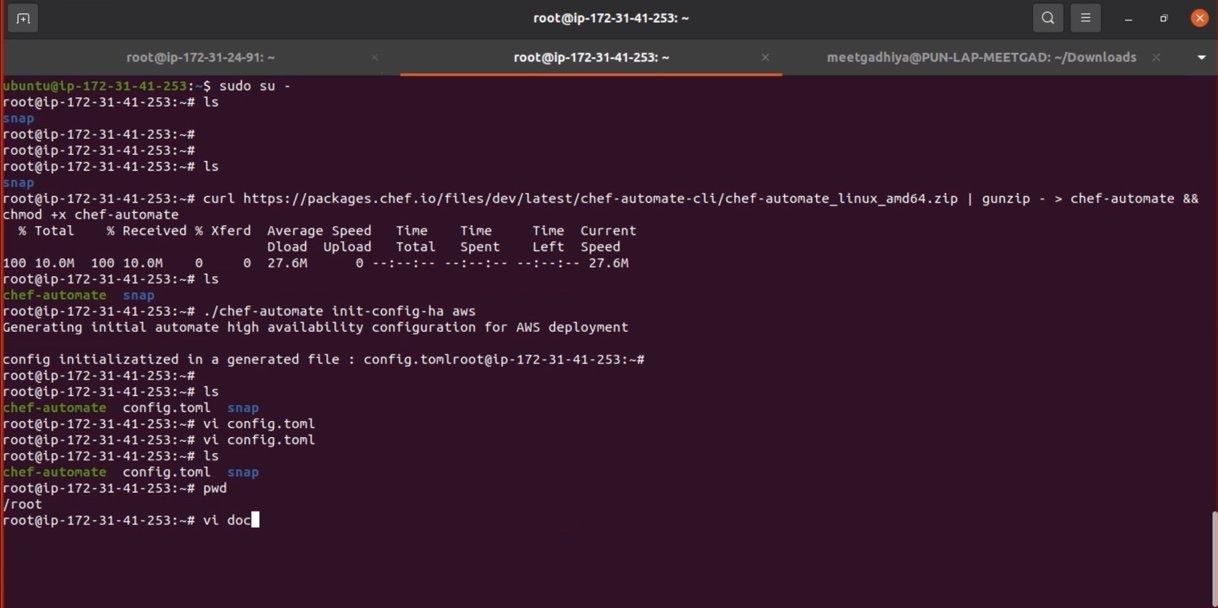 root@ip-172-31-41-253: ~
root@ip-172-31-24-91: ~
root@ip-172-31-41-253: ~
meetgadhiya@PUN-LAP-MEETGAD: ~/Downloads
ubuntu@ip-172-31-41-253:~$ sudo su -
root@ip-172-31-41-253:~# ls
snap
root@ip-172-31-41-253:~#
root@ip-172-31-41-253:~#
root@ip-172-31-41-253:~# ls
snap
root@ip-172-31-41-253:~# curl https://packages.chef.io/files/dev/latest/chef-automate-cli/chef-automate_linux_amd64.zip | gunzip - > chef-automate &&
chmod +x chef-automate
  % Total    % Received % Xferd  Average Speed   Time    Time     Time  Current
                                 Dload  Upload   Total   Spent    Left  Speed
100 10.0M  100 10.0M    0     0  27.6M      0 --:--:-- --:--:-- --:--:-- 27.6M
root@ip-172-31-41-253:~# ls
chef-automate  snap
root@ip-172-31-41-253:~# ./chef-automate init-config-ha aws
Generating initial automate high availability configuration for AWS deployment
config initializatized in a generated file : config.tomlroot@ip-172-31-41-253:~#
root@ip-172-31-41-253:~#
root@ip-172-31-41-253:~# ls
chef-automate  config.toml  snap
root@ip-172-31-41-253:~# vi config.toml
root@ip-172-31-41-253:~# vi config.toml
root@ip-172-31-41-253:~# ls
chef-automate  config.toml  snap
root@ip-172-31-41-253:~# pwd
/root
root@ip-172-31-41-253:~# vi doc